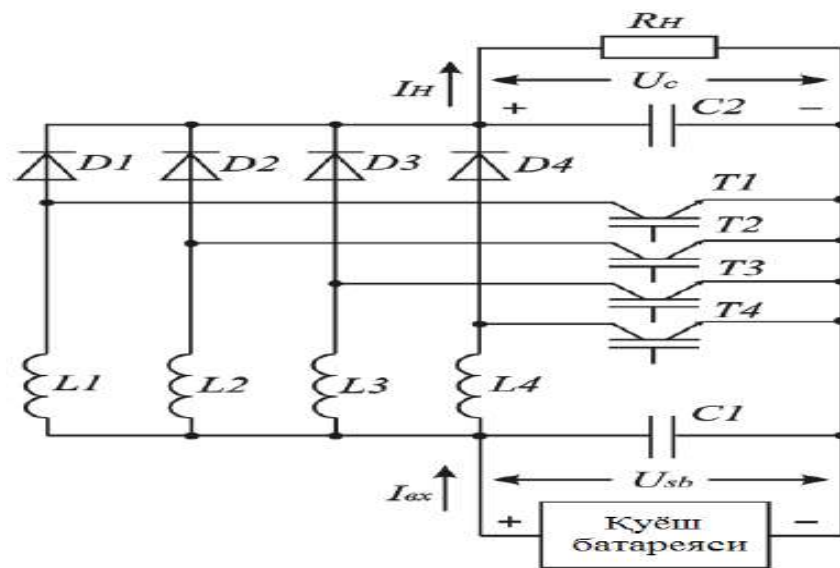 Rн
Iн
Uc
+
−
C2
D1
D2
D3
D4
T1
T2
T3
T4
L1
L2
L3
L4
C1
Iвх
Usb
+
−
Қуёш
батареяси